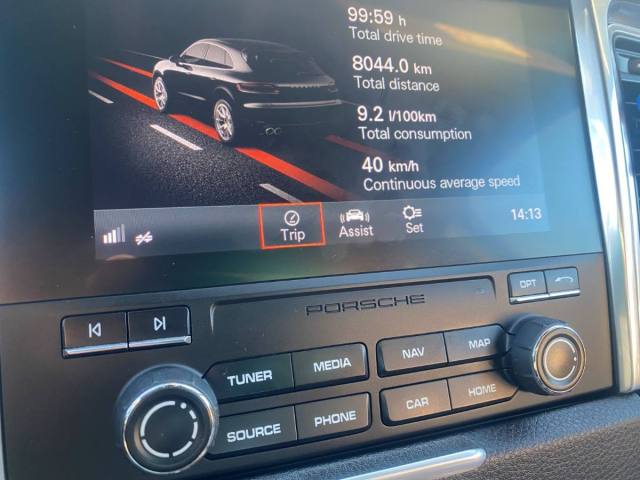 99:59 h
Total drive time
8044.0 km
Total distance
9.2 l/100km
Total consumption
40 km/h
Continuous average speed
Trip
Assist
Set
14:13
PORSCHE
OPT
TUNER
MEDIA
NAV
MAP
SOURCE
PHONE
CAR
HOME